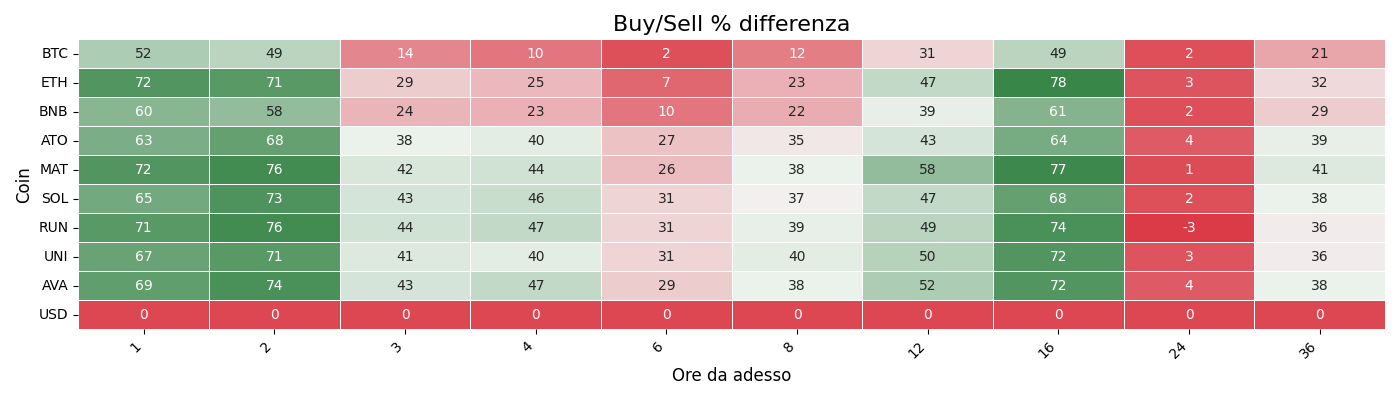 Buy/Sell % differenza
BTC 52 49 14 10 2 12 31 49 2 21
ETH 72 71 29 25 7 23 47 78 3 32
BNB 60 58 24 23 10 22 39 61 2 29
ATO 63 68 38 40 27 35 43 64 4 39
MAT 72 76 42 44 26 38 58 77 1 41
SOL 65 73 43 46 31 37 47 68 2 38
RUN 71 76 44 47 31 39 49 74 -3 36
UNI 67 71 41 40 31 40 50 72 3 36
AVA 69 74 43 47 29 38 52 72 4 38
USD 0 0 0 0 0 0 0 0 0 0
1 2 3 4 6 8 12 16 24 36
Coin
Ore da adesso